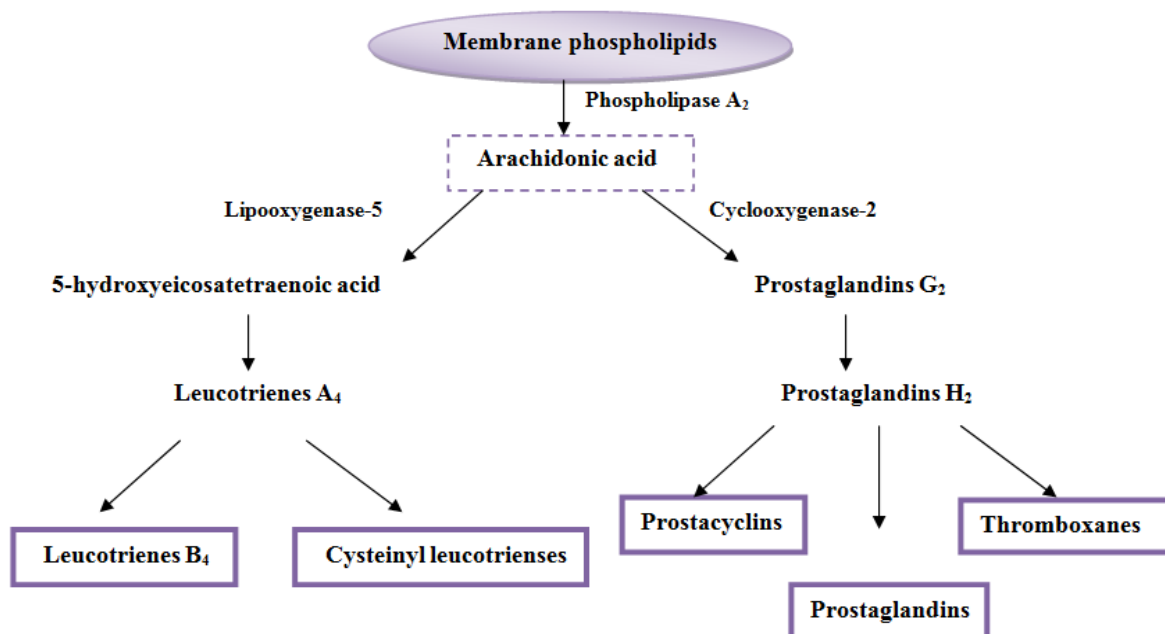 Membrane phospholipids
Phospholipase A₂
Arachidonic acid
Lipooxygenase-5
Cyclooxygenase-2
5-hydroxyeicosatetraenoic acid
Prostaglandins G₂
Leucotrienes A₄
Prostaglandins H₂
Leucotrienes B₄
Cysteinyl leucotrienses
Prostacyclins
Thromboxanes
Prostaglandins